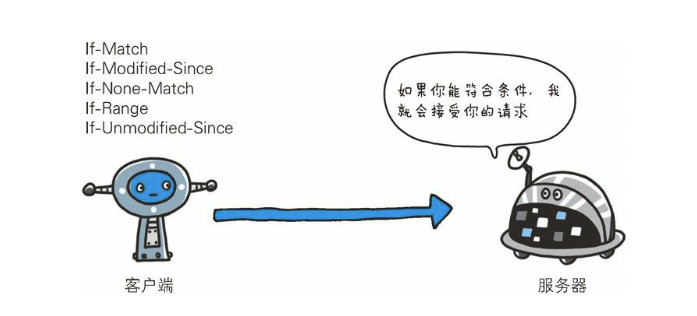 If-Match
If-Modified-Since
If-None-Match
If-Range
If-Unmodified-Since
如果你能符合条件，我
就会接受你的请求
客户端
服务器